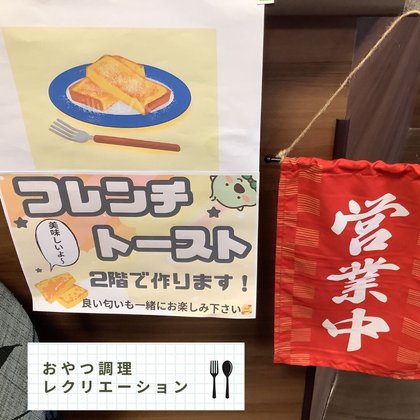 フレンチ
トースト
美味しいよ～
2階で作ります！
良い匂いも一緒にお楽しみ下さい
営業中
おやつ調理
レクリエーション